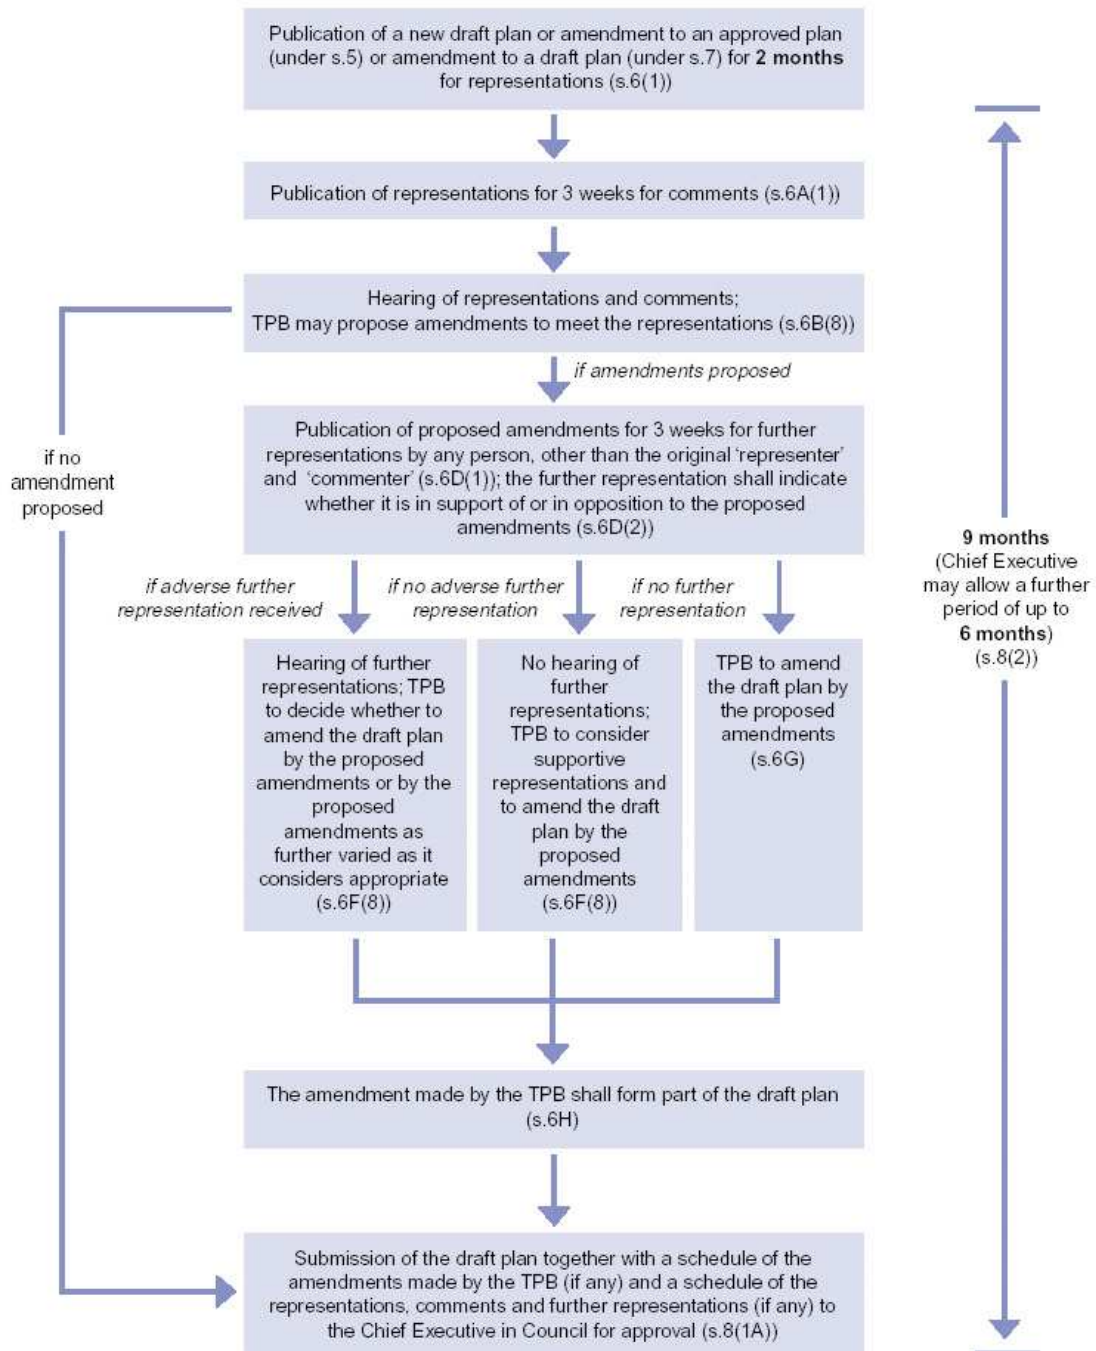 Publication of a new draft plan or amendment to an approved plan
(under s.5) or amendment to a draft plan (under s.7) for 2 months
for representations (s.6(1))
Publication of representations for 3 weeks for comments (s.6A(1))
Hearing of representations and comments;
TPB may propose amendments to meet the representations (s.6B(8))
if amendments proposed
if no
amendment
proposed
Publication of proposed amendments for 3 weeks for further
representations by any person, other than the original ‘representer’
and ‘commenter’ (s.6D(1)); the further representation shall indicate
whether it is in support of or in opposition to the proposed
amendments (s.6D(2))
if adverse further
representation received
if no adverse further
representation
if no further
representation
Hearing of further
representations; TPB
to decide whether to
amend the draft plan
by the proposed
amendments or by the
proposed
amendments as
further varied as it
considers appropriate
(s.6F(8))
No hearing of
further
representations;
TPB to consider
supportive
representations and
to amend the draft
plan by the
proposed
amendments
(s.6F(8))
TPB to amend
the draft plan by
the proposed
amendments
(s.6G)
9 months
(Chief Executive
may allow a further
period of up to
6 months)
(s.8(2))
The amendment made by the TPB shall form part of the draft plan
(s.6H)
Submission of the draft plan together with a schedule of the
amendments made by the TPB (if any) and a schedule of the
representations, comments and further representations (if any) to
the Chief Executive in Council for approval (s.8(1A))